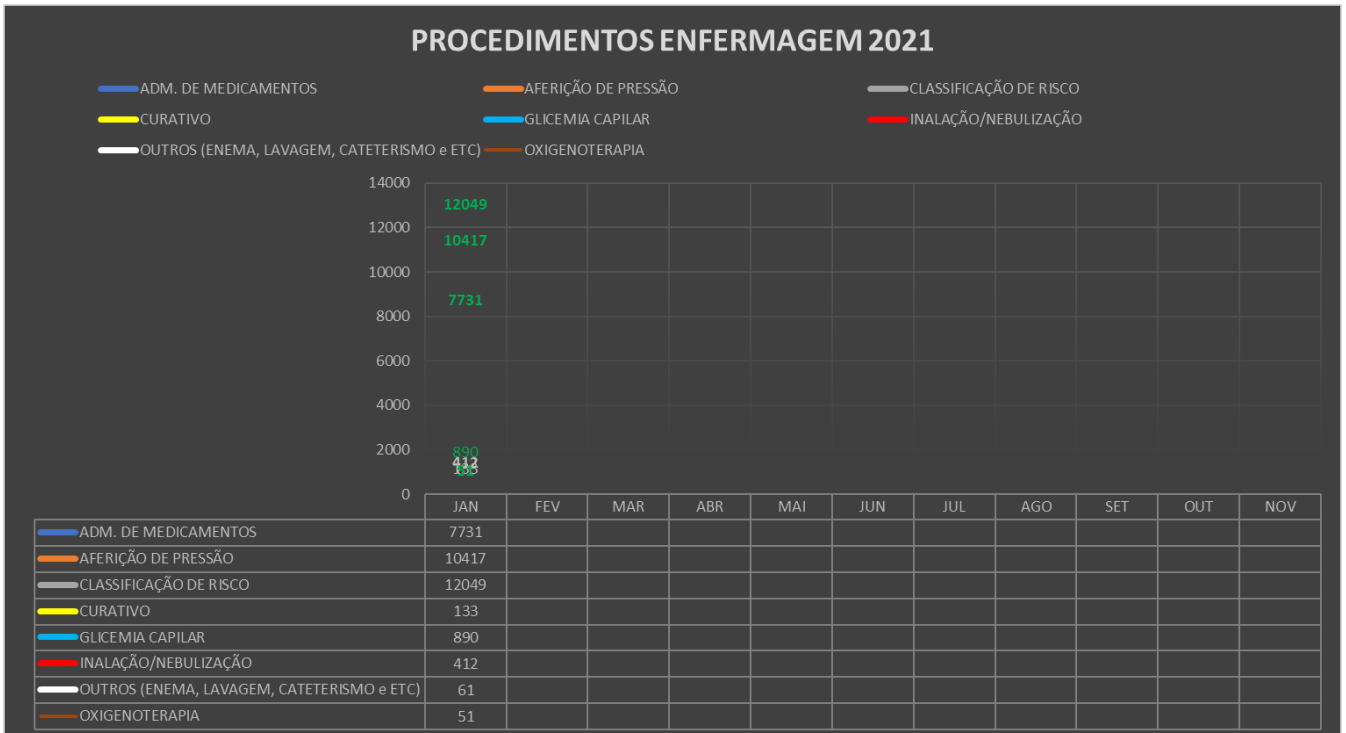 PROCEDIMENTOS ENFERMAGEM 2021
ADM. DE MEDICAMENTOS AFERIÇÃO DE PRESSÃO CLASSIFICAÇÃO DE RISCO
CURATIVO GLICEMIA CAPILAR INALAÇÃO/NEBULIZAÇÃO
OUTROS (ENEMA, LAVAGEM, CATETERISMO e ETC) OXIGENOTERAPIA
14000
12049
12000
10417
10000
7731
8000
6000
4000
2000
890
412
133
0
JAN FEV MAR ABR MAI JUN JUL AGO SET OUT NOV
ADM. DE MEDICAMENTOS 7731
AFERIÇÃO DE PRESSÃO 10417
CLASSIFICAÇÃO DE RISCO 12049
CURATIVO 133
GLICEMIA CAPILAR 890
INALAÇÃO/NEBULIZAÇÃO 412
OUTROS (ENEMA, LAVAGEM, CATETERISMO e ETC) 61
OXIGENOTERAPIA 51